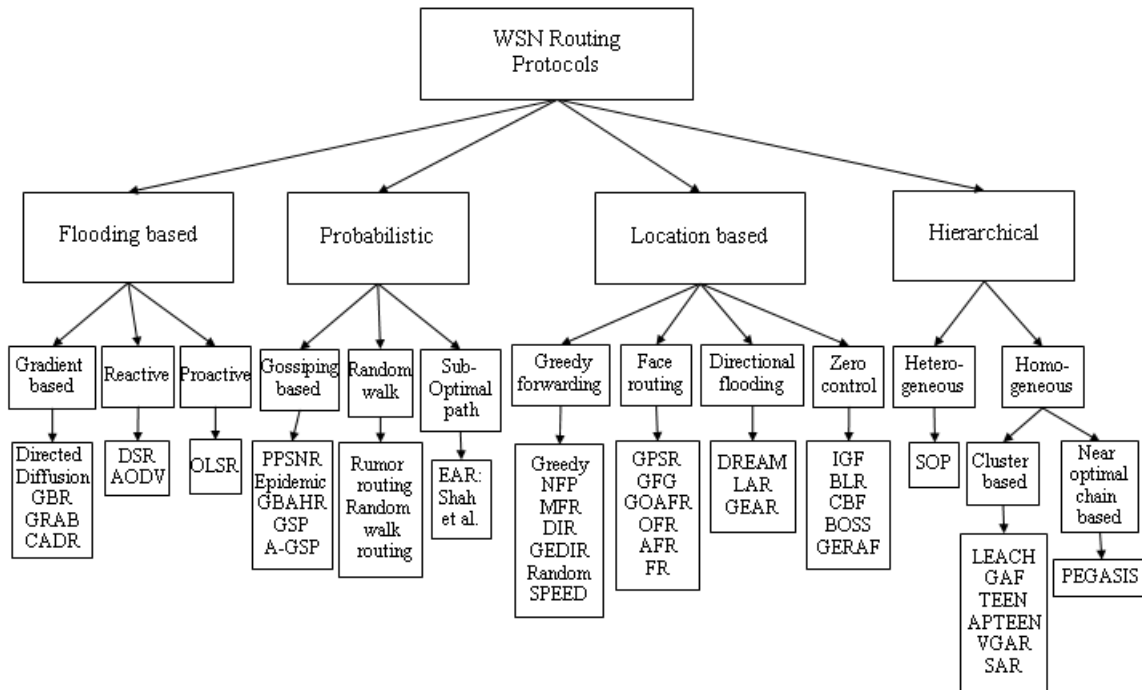 WSN Routing
Protocols
Flooding based
Probabilistic
Location based
Hierarchical
Gradient
based
Reactive
Proactive
Gossiping
based
Random
walk
Sub-
Optimal
path
Greedy
forwarding
Face
routing
Directional
flooding
Zero
control
Heter-
ogeneous
Homo-
geneous
Directed
Diffusion
GBR
GRAB
CADR
DSR
AODV
OLSR
PPSNR
Epidemic
GBAHR
GSP
A-GSP
Rumor
routing
Random
walk
routing
EAR:
Shah
et al.
Greedy
NFP
MFR
DIR
GEDIR
Random
SPEED
GPSR
GFG
GOAFR
OFR
AFR
FR
DREAM
LAR
GEAR
IGF
BLR
CBF
BOSS
GERAF
SOP
Cluster
based
Near
optimal
chain
based
LEACH
GAF
TEEN
APTEEN
VGAR
SAR
PEGASIS